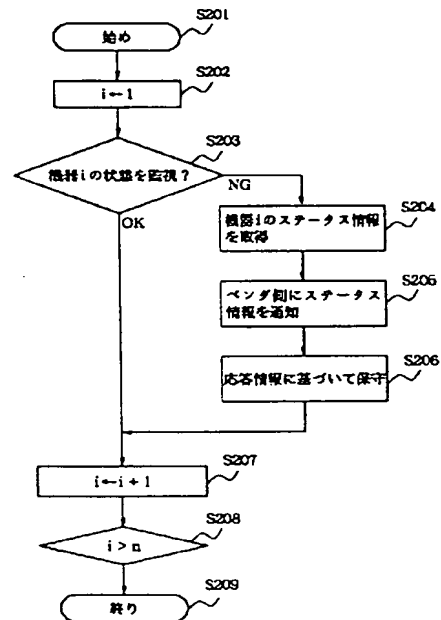 S201
始め
S202
i←1
S203
機器iの状態を監視?
NG
OK
S204
機器iのステータス情報
を取得
S205
ベンダ側にステータス
情報を通知
S206
応答情報に基づいて保守
S207
i←i+1
S208
i>n
S209
終り